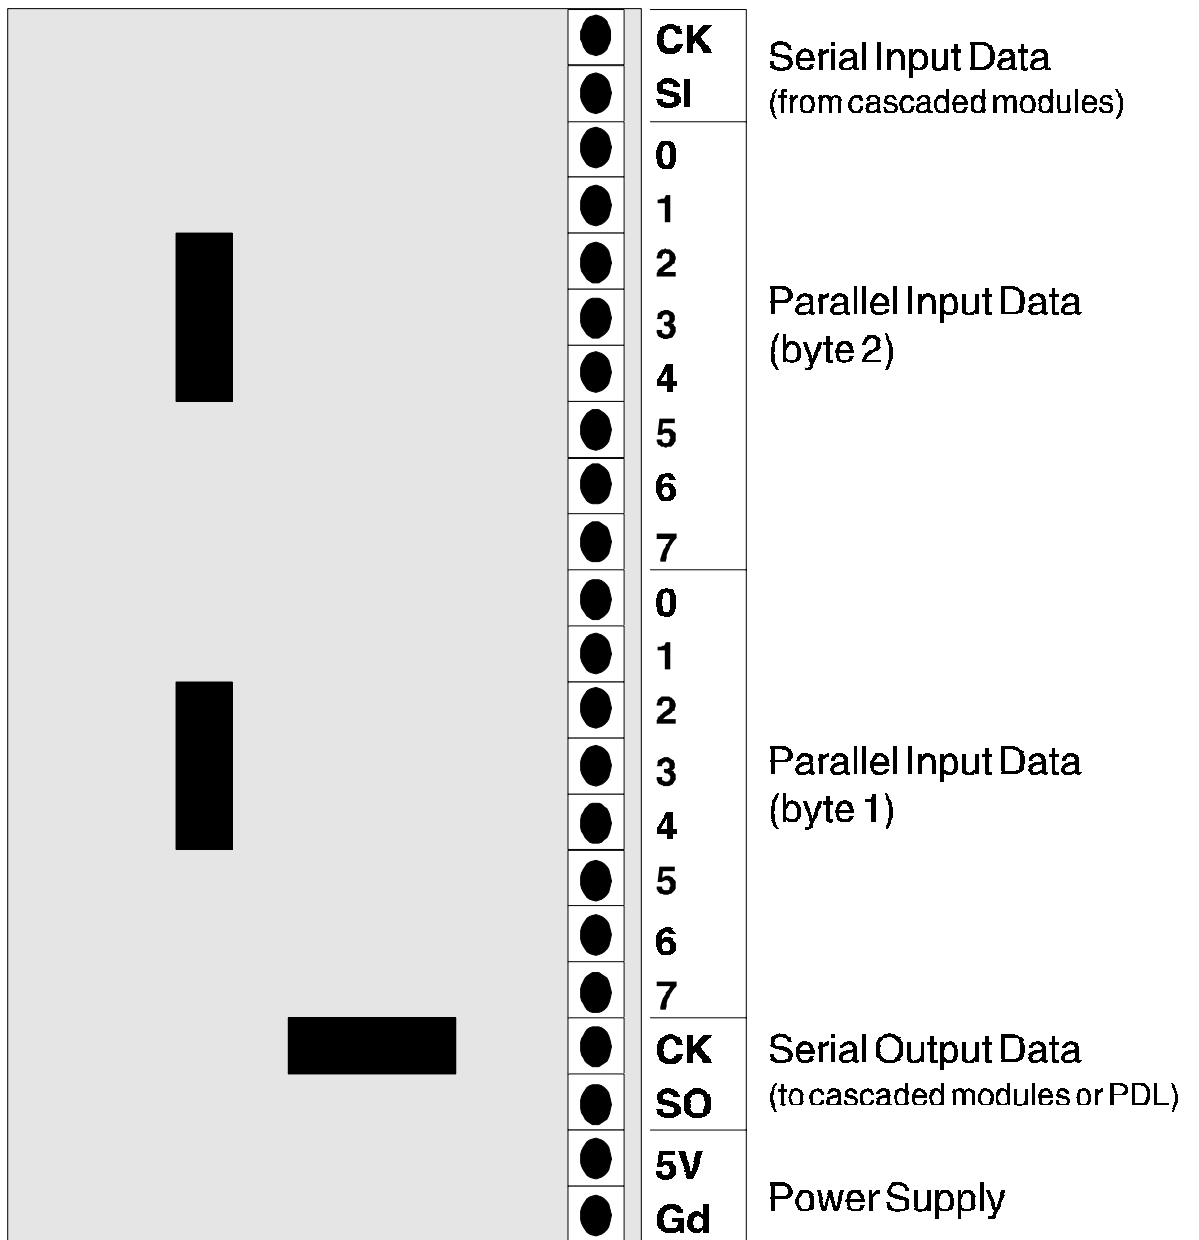 CK
Serial Input Data
SI
(from cascaded modules)
0
1
2
Parallel Input Data
3
(byte 2)
4
5
6
7
0
1
2
3
Parallel Input Data
(byte 1)
4
5
6
7
CK
Serial Output Data
SO
(to cascaded modules or PDL)
5V
Power Supply
Gd